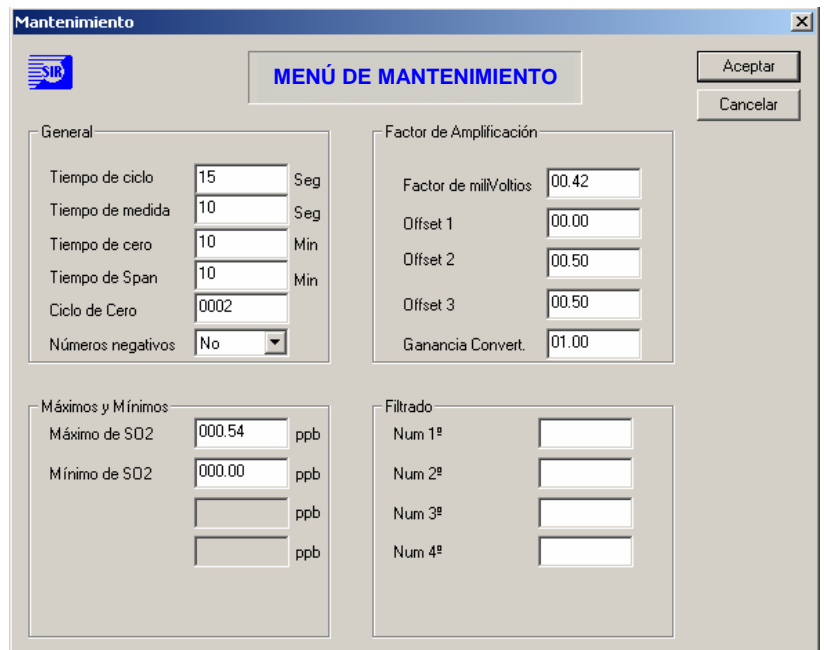 Mantenimiento
SIR
MENÚ DE MANTENIMIENTO
Aceptar
Cancelar
General
Tiempo de ciclo 15 Seg
Tiempo de medida 10 Seg
Tiempo de cero 10 Min
Tiempo de Span 10 Min
Ciclo de Cero 0002
Números negativos No
Factor de Amplificación
Factor de miliVoltios 00.42
Offset 1 00.00
Offset 2 00.50
Offset 3 00.50
Ganancia Convert. 01.00
Máximos y Mínimos
Máximo de SO2 000.54 ppb
Mínimo de SO2 000.00 ppb
ppb
ppb
Filtrado
Num 1º
Num 2º
Num 3º
Num 4º